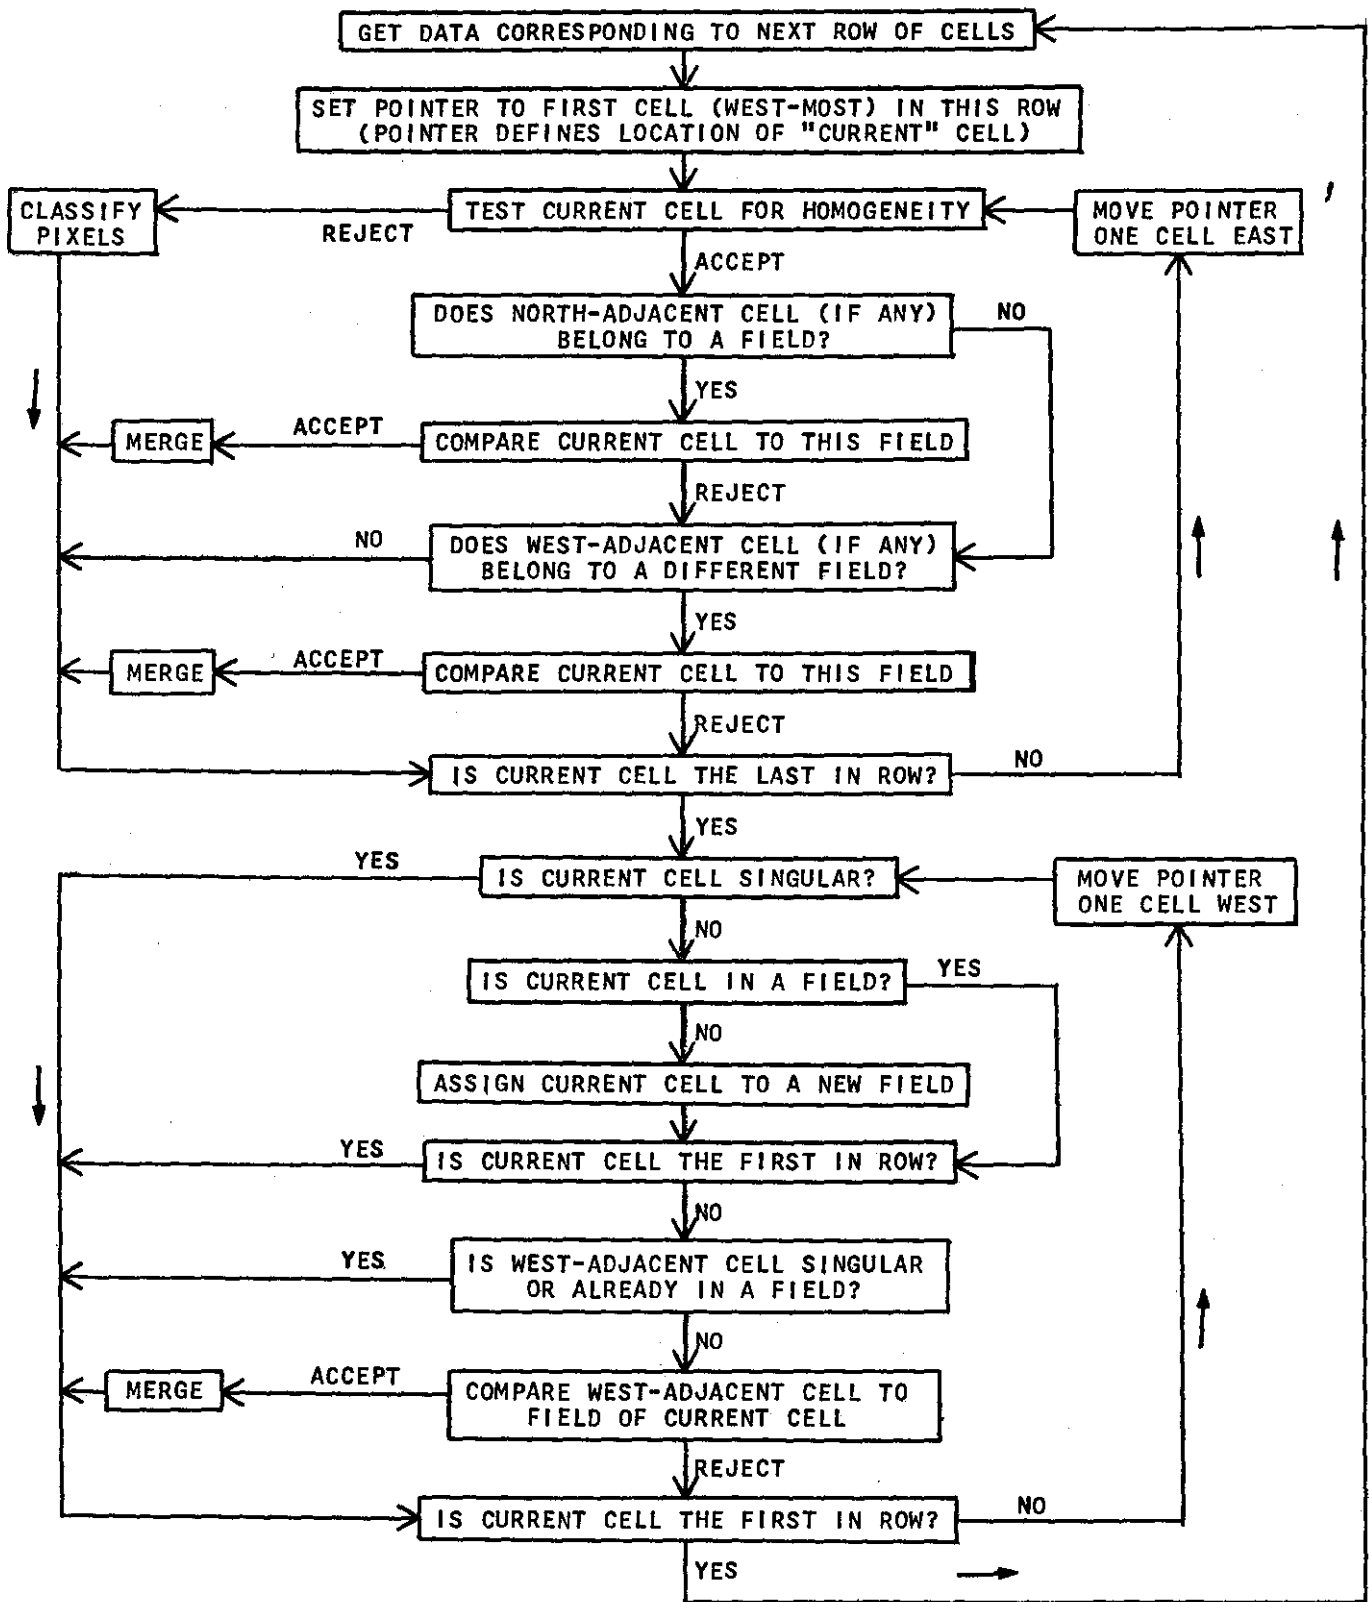 GET DATA CORRESPONDING TO NEXT ROW OF CELLS
SET POINTER TO FIRST CELL (WEST-MOST) IN THIS ROW
(POINTER DEFINES LOCATION OF "CURRENT" CELL)
CLASSIFY
PIXELS
REJECT
TEST CURRENT CELL FOR HOMOGENEITY
MOVE POINTER
ONE CELL EAST
ACCEPT
DOES NORTH-ADJACENT CELL (IF ANY)
BELONG TO A FIELD?
NO
YES
MERGE
ACCEPT
COMPARE CURRENT CELL TO THIS FIELD
REJECT
NO
DOES WEST-ADJACENT CELL (IF ANY)
BELONG TO A DIFFERENT FIELD?
YES
MERGE
ACCEPT
COMPARE CURRENT CELL TO THIS FIELD
REJECT
IS CURRENT CELL THE LAST IN ROW?
NO
YES
YES
IS CURRENT CELL SINGULAR?
MOVE POINTER
ONE CELL WEST
NO
IS CURRENT CELL IN A FIELD?
YES
NO
ASSIGN CURRENT CELL TO A NEW FIELD
YES
IS CURRENT CELL THE FIRST IN ROW?
NO
YES
IS WEST-ADJACENT CELL SINGULAR
OR ALREADY IN A FIELD?
NO
MERGE
ACCEPT
COMPARE WEST-ADJACENT CELL TO
FIELD OF CURRENT CELL
REJECT
IS CURRENT CELL THE FIRST IN ROW?
NO
YES